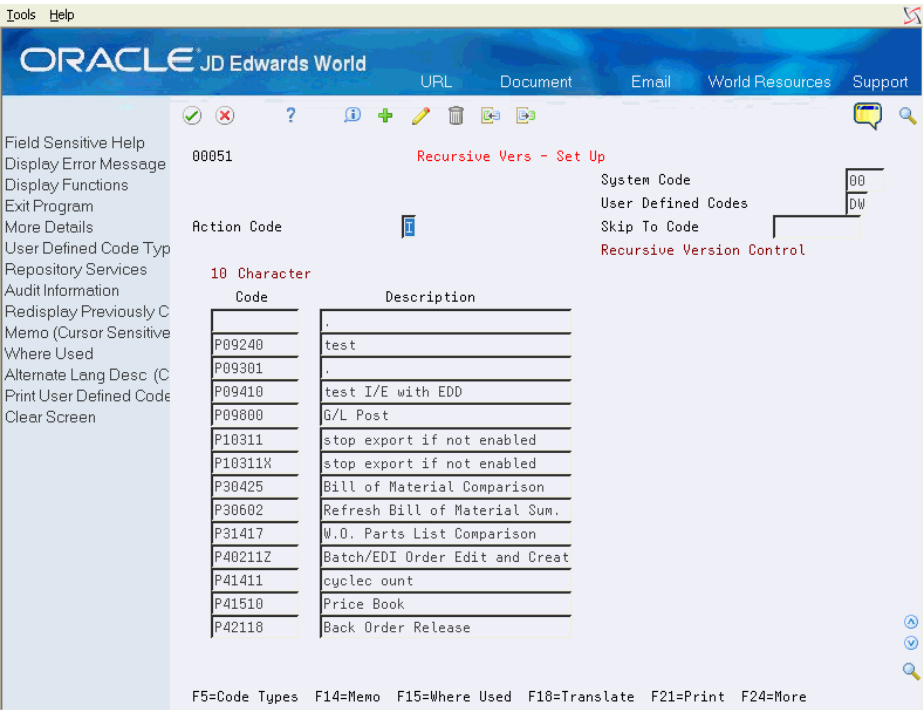 Tools Help
ORACLE JD Edwards World
URL Document Email World Resources Support
Field Sensitive Help
Display Error Message
Display Functions
Exit Program
More Details
User Defined Code Typ
Repository Services
Audit Information
Redisplay Previously C
Memo (Cursor Sensitive
Where Used
Alternate Lang Desc (C
Print User Defined Code
Clear Screen
00051 Recursive Vers - Set Up
System Code 00
User Defined Codes DW
Action Code I Skip To Code
Recursive Version Control
10 Character
Code Description
.
P09240 test
P09301 .
P09410 test I/E with EDD
P09800 G/L Post
P10311 stop export if not enabled
P10311X stop export if not enabled
P30425 Bill of Material Comparison
P30602 Refresh Bill of Material Sum.
P31417 W.O. Parts List Comparison
P40211Z Batch/EDI Order Edit and Creat
P41411 cyclec ount
P41510 Price Book
P42118 Back Order Release
F5=Code Types F14=Memo F15=Where Used F18=Translate F21=Print F24=More